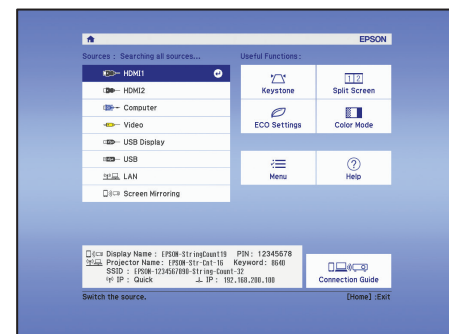 EPSON
Sources : Searching all sources... Useful Functions :
HDMI1
HDMI2
Computer
Video
USB Display
USB
LAN
Screen Mirroring
Keystone
1 2
Split Screen
ECO Settings
Color Mode
Menu
?
Help
Display Name : EPSON-StringCount19 PIN : 12345678
Projector Name : EPSON-Str-Cnt-16 Keyword : 8640
SSID : EPSON-1234567890-String-Count-32
IP : Quick IP : 192.168.200.100
Connection Guide
Switch the source. [Home] :Exit